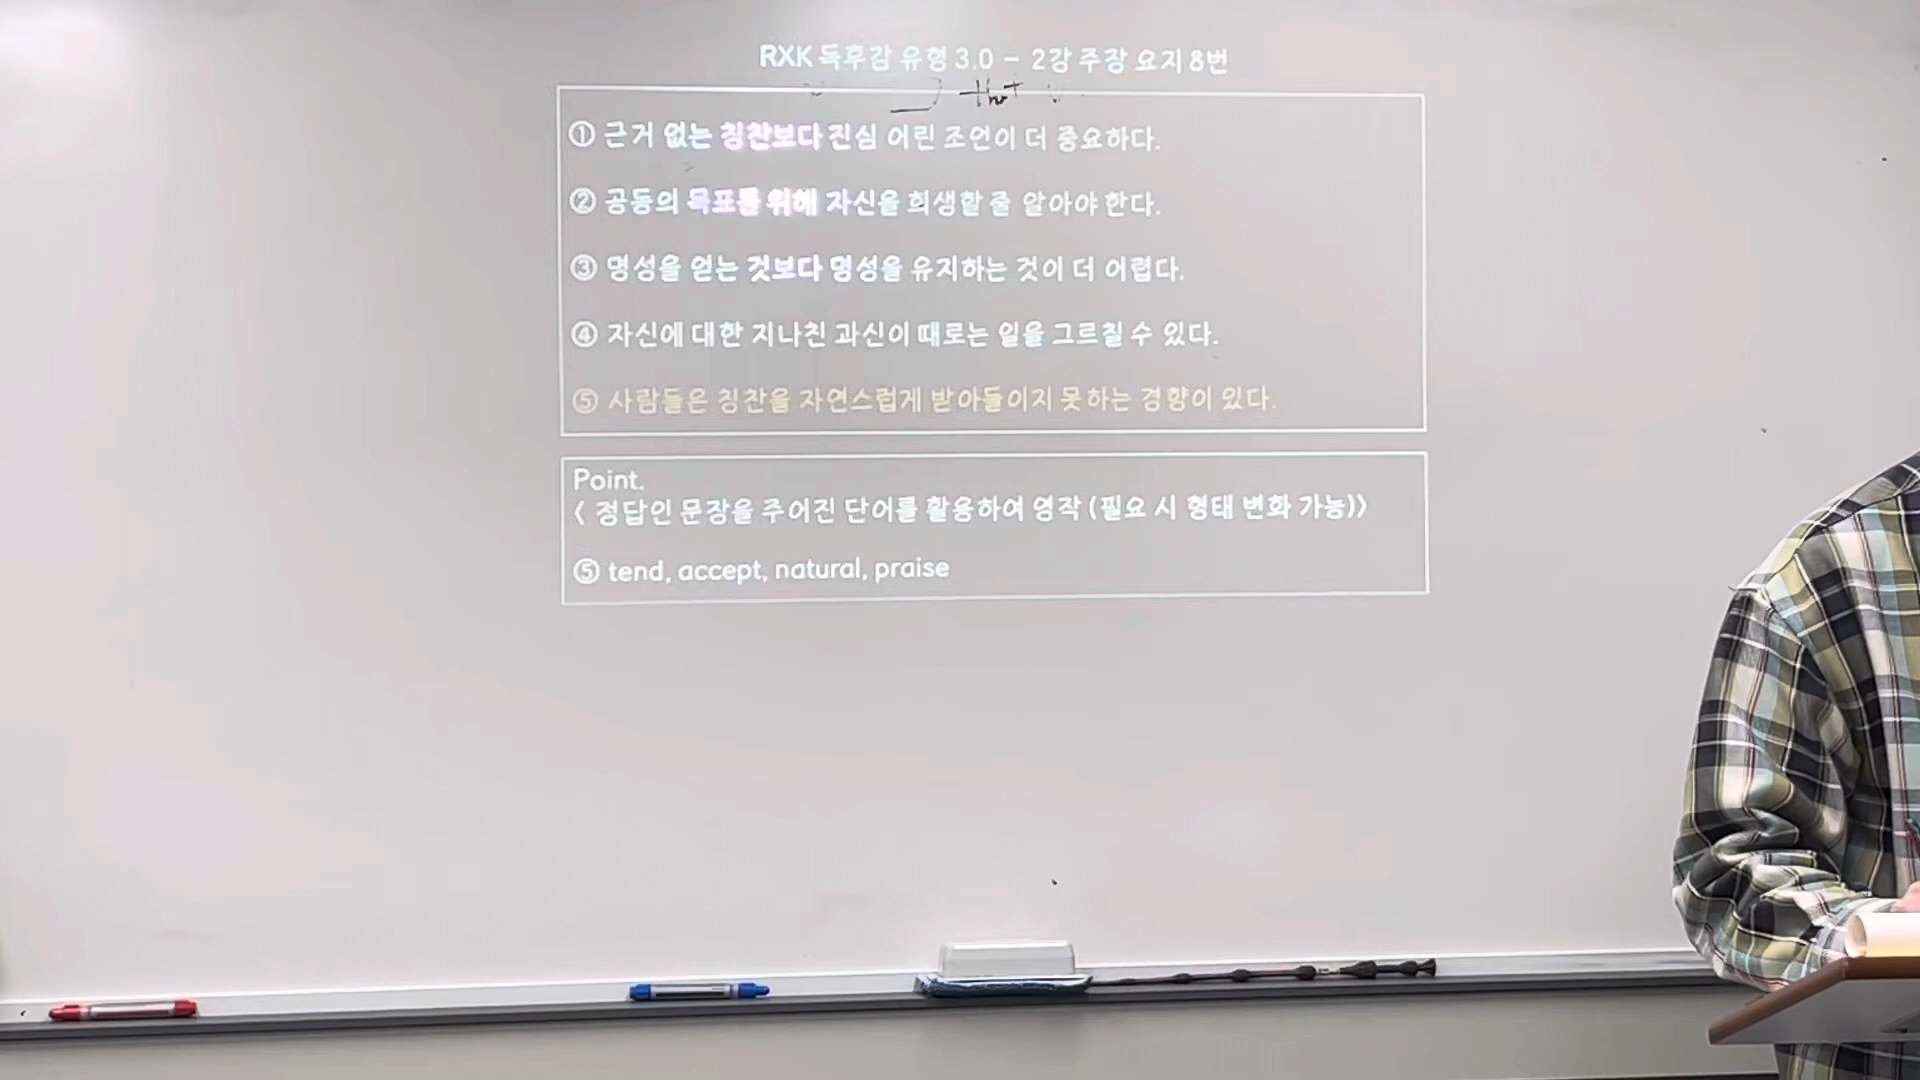 RXK 독후감 유형 3.0 - 2강 주장 요지 8번
that
① 근거 없는 칭찬보다 진심 어린 조언이 더 중요하다.
② 공동의 목표를 위해 자신을 희생할 줄 알아야 한다.
③ 명성을 얻는 것보다 명성을 유지하는 것이 더 어렵다.
④ 자신에 대한 지나친 과신이 때로는 일을 그르칠 수 있다.
⑤ 사람들은 칭찬을 자연스럽게 받아들이지 못하는 경향이 있다.
Point.
< 정답인 문장을 주어진 단어를 활용하여 영작 (필요 시 형태 변화 가능)>
⑤ tend, accept, natural, praise